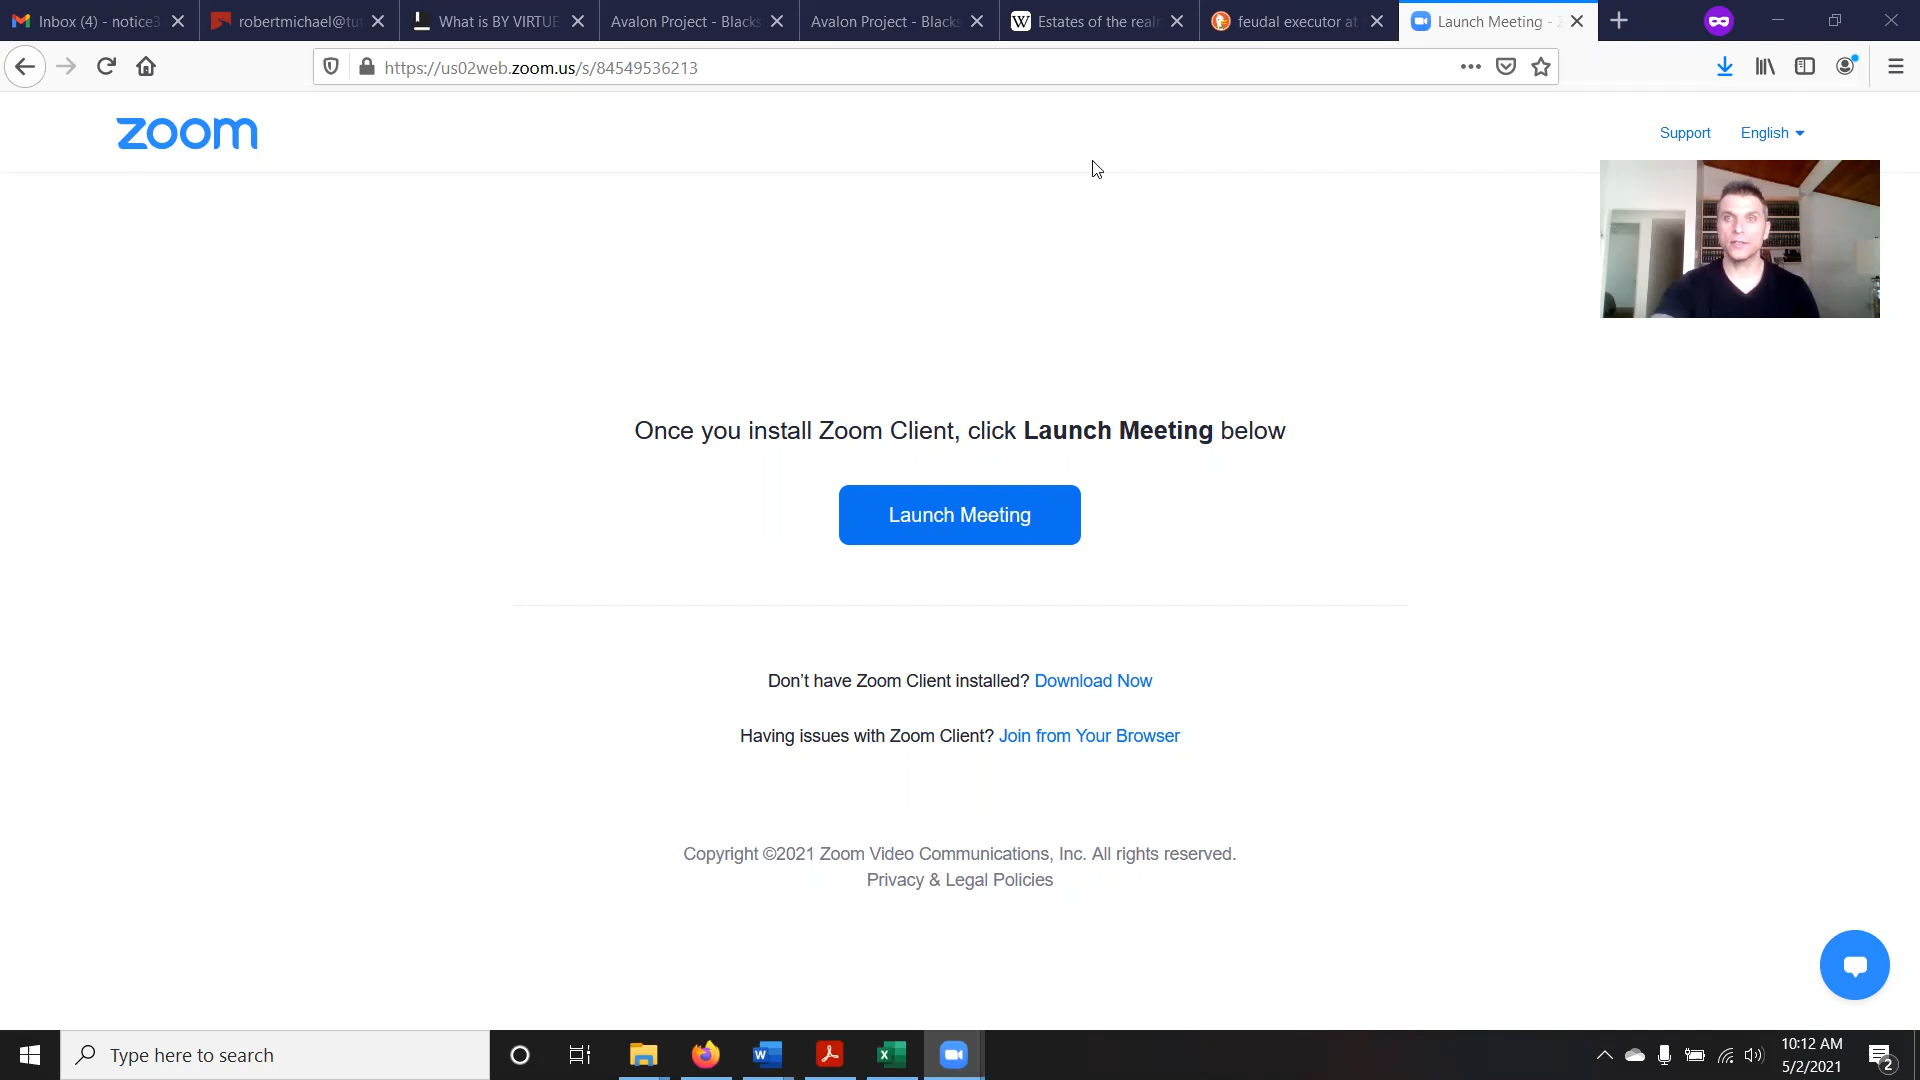 Inbox (4) - notice3
robertmichael@tut
What is BY VIRTUE
Avalon Project - Blacks
Avalon Project - Blacks
Estates of the realm
feudal executor at
Launch Meeting - Z
https://us02web.zoom.us/s/84549536213
zoom
Support
English
Once you install Zoom Client, click Launch Meeting below
Launch Meeting
Don't have Zoom Client installed? Download Now
Having issues with Zoom Client? Join from Your Browser
Copyright ©2021 Zoom Video Communications, Inc. All rights reserved.
Privacy & Legal Policies
Type here to search
10:12 AM
5/2/2021
2